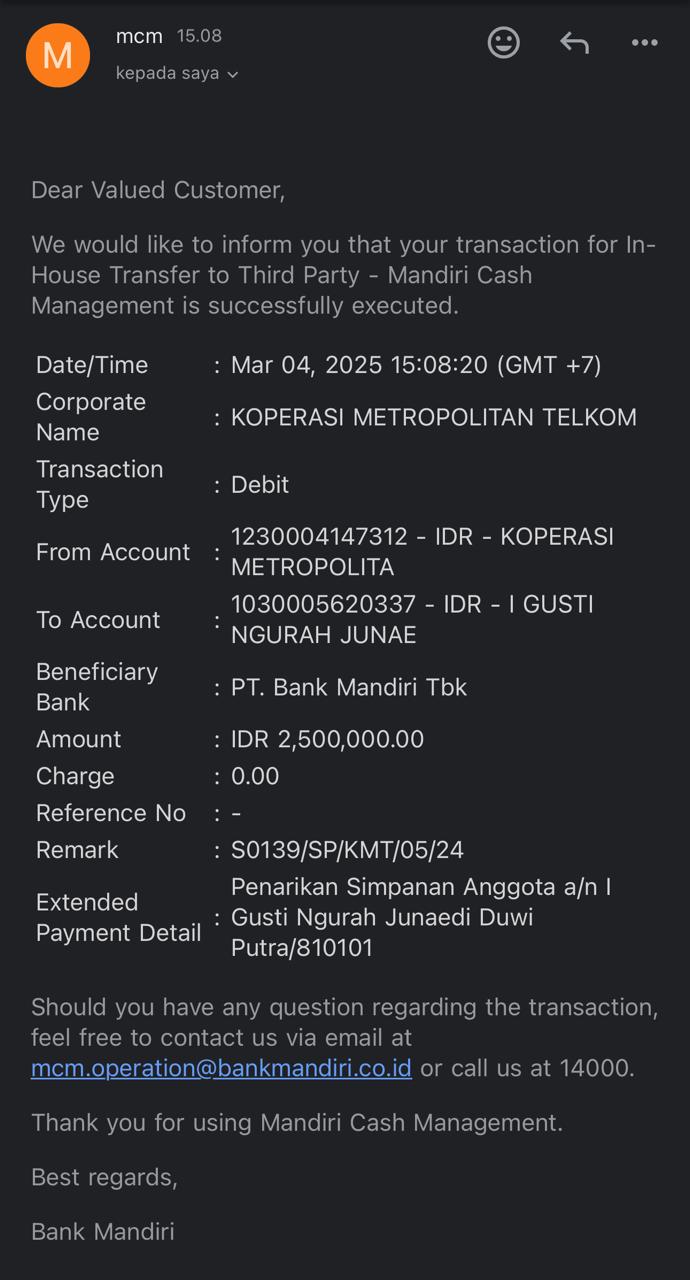 M
mcm 15.08
kepada saya
Dear Valued Customer,
We would like to inform you that your transaction for In-
House Transfer to Third Party - Mandiri Cash
Management is successfully executed.
Date/Time : Mar 04, 2025 15:08:20 (GMT +7)
Corporate
Name : KOPERASI METROPOLITAN TELKOM
Transaction
Type : Debit
From Account : 1230004147312 - IDR - KOPERASI
METROPOLITA
To Account : 1030005620337 - IDR - I GUSTI
NGURAH JUNAE
Beneficiary
Bank : PT. Bank Mandiri Tbk
Amount : IDR 2,500,000.00
Charge : 0.00
Reference No : -
Remark : S0139/SP/KMT/05/24
Extended
Payment Detail : Penarikan Simpanan Anggota a/n I
Gusti Ngurah Junaedi Duwi
Putra/810101
Should you have any question regarding the transaction,
feel free to contact us via email at
mcm.operation@bankmandiri.co.id or call us at 14000.
Thank you for using Mandiri Cash Management.
Best regards,
Bank Mandiri